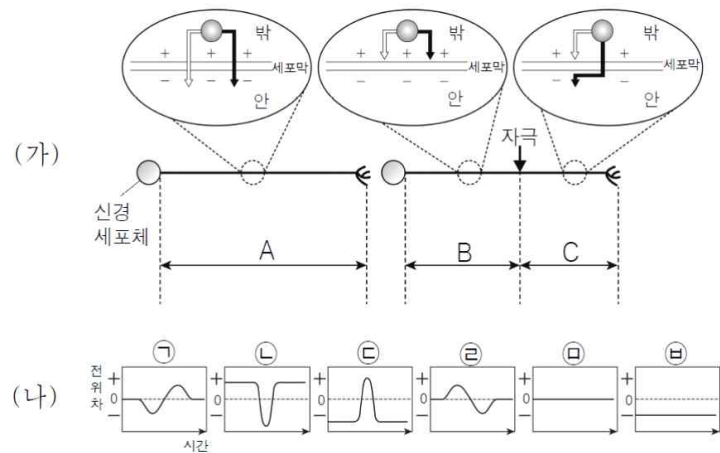 밖 밖 밖
+ + + + + + + +
세포막 세포막 세포막
− − − − − − − −
안 안 안
(가)
자극
신경
세포체
A B C
㉠ ㉡ ㉢ ㉣ ㉤ ㉥
(나)
전위차
+ + + + + +
0 0 0 0 0 0
− − − − − −
시간